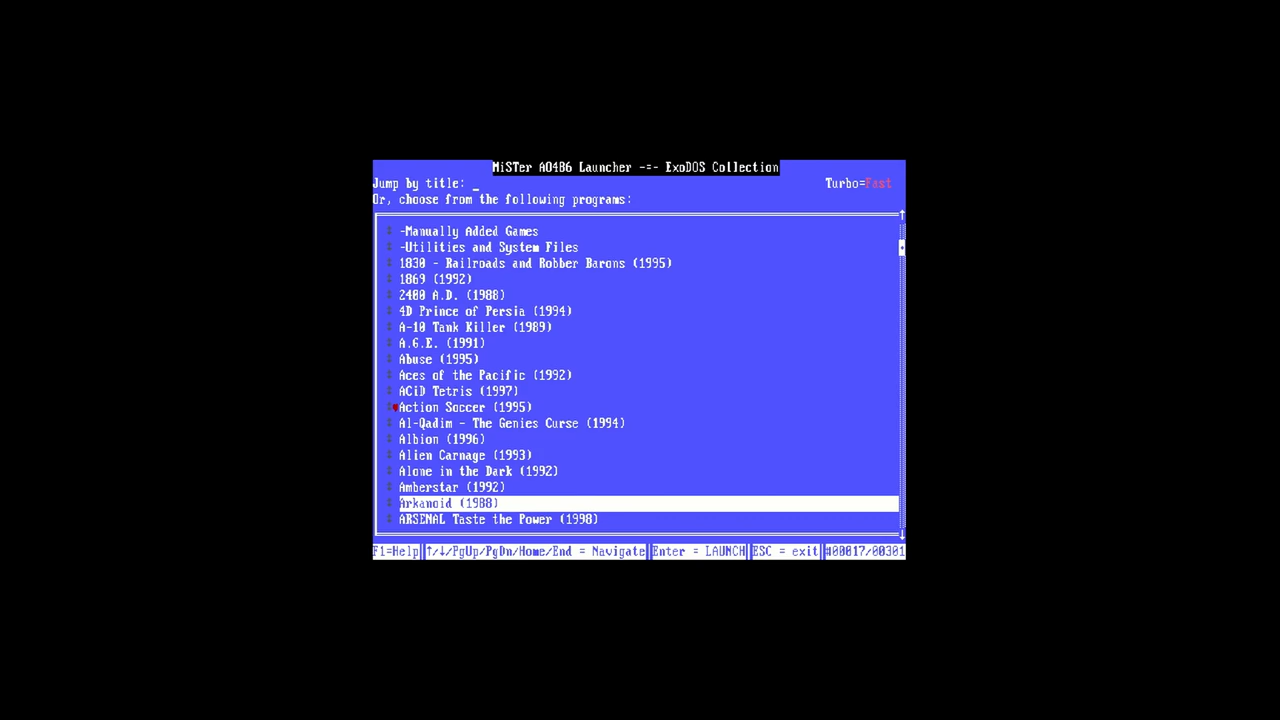 MiSTer AO486 Launcher -=- ExoDOS Collection
Jump by title: _ Turbo=Fast
Or, choose from the following programs:
-Manually Added Games
-Utilities and System Files
1830 - Railroads and Robber Barons (1995)
1869 (1992)
2400 A.D. (1988)
4D Prince of Persia (1994)
A-10 Tank Killer (1989)
A.G.E. (1991)
Abuse (1995)
Aces of the Pacific (1992)
ACiD Tetris (1997)
Action Soccer (1995)
Al-Qadim - The Genies Curse (1994)
Albion (1996)
Alien Carnage (1993)
Alone in the Dark (1992)
Amberstar (1992)
Arkanoid (1988)
ARSENAL Taste the Power (1998)
F1=Help ↑/↓/PgUp/PgDn/Home/End = Navigate Enter = LAUNCH ESC = exit #00017/00301